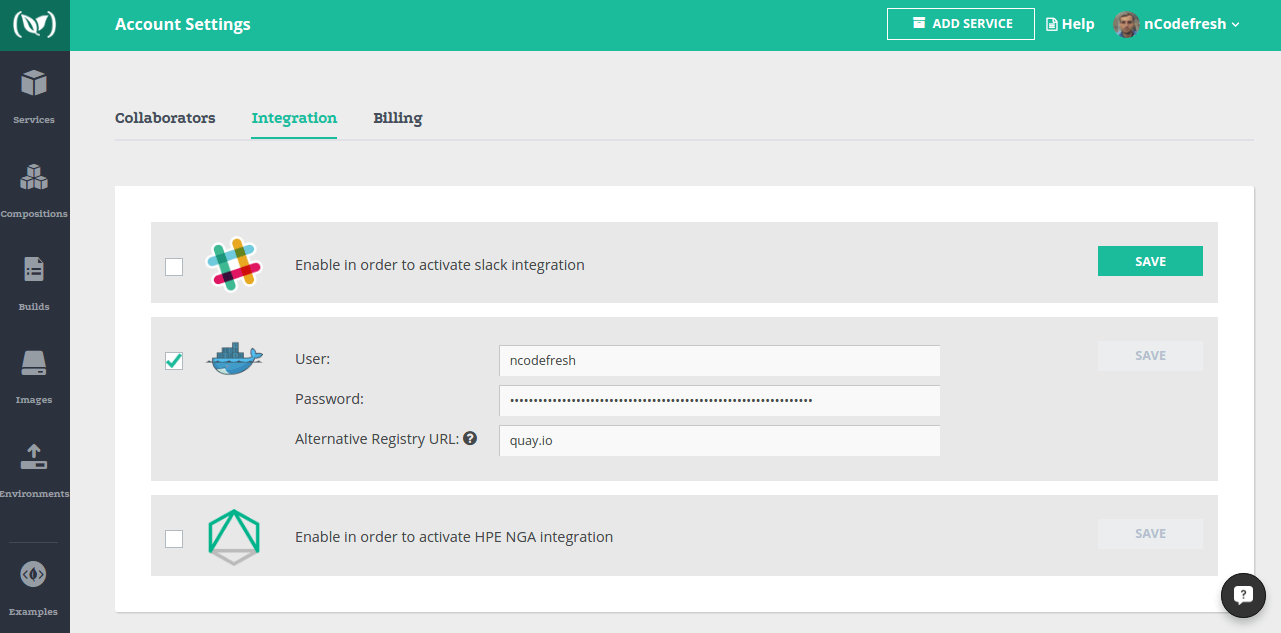 Account Settings
ADD SERVICE
Help
nCodefresh
Services
Compositions
Builds
Images
Environments
Examples
Collaborators
Integration
Billing
Enable in order to activate slack integration
SAVE
User:
ncodefresh
SAVE
Password:
••••••••••••••••••••••••••••••••••••••••••••••••••••••••••••••••
Alternative Registry URL: ?
quay.io
Enable in order to activate HPE NGA integration
SAVE
?